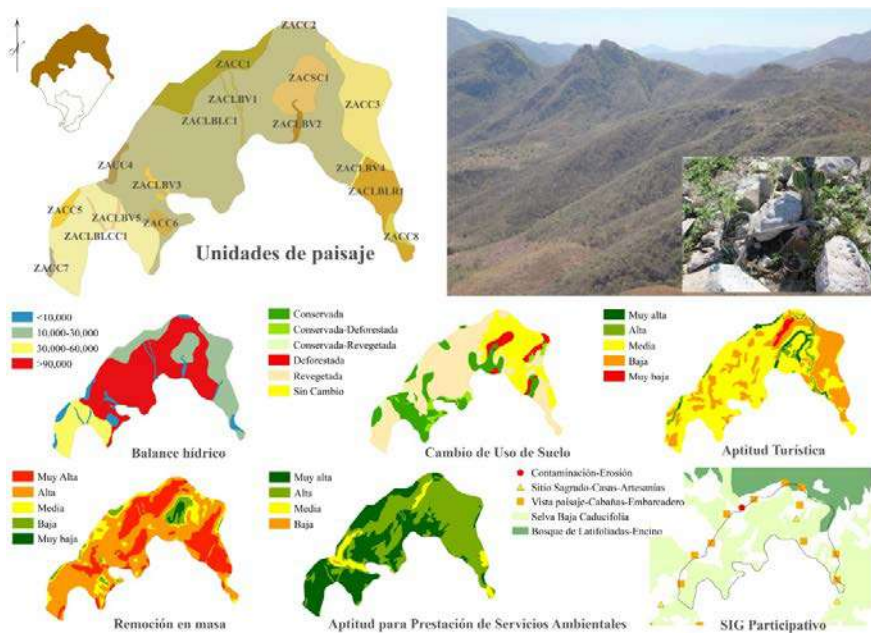 ZACC2
ZACC1
ZACSC1
ZACLBV1
ZACC3
ZACLBLC1
ZACLBV2
ZACC4
ZACLBV4
ZACLBV3
ZACLBLR1
ZACC5
ZACLBV5
ZACC6
ZACLBLCC1
ZACC8
ZACC7
Unidades de paisaje
<10,000
10,000-30,000
30,000-60,000
>90,000
Balance hídrico
Conservada
Conservada-Deforestada
Conservada-Revegetada
Deforestada
Revegetada
Sin Cambio
Cambio de Uso de Suelo
Muy alta
Alta
Media
Baja
Muy baja
Aptitud Turística
Muy Alta
Alta
Media
Baja
Muy baja
Remoción en masa
Muy alta
Alta
Media
Baja
Aptitud para Prestación de Servicios Ambientales
Contaminación-Erosión
Sitio Sagrado-Casas-Artesanías
Vista paisaje-Cabañas-Embarcadero
Selva Baja Caducifolia
Bosque de Latifoliadas-Encino
SIG Participativo